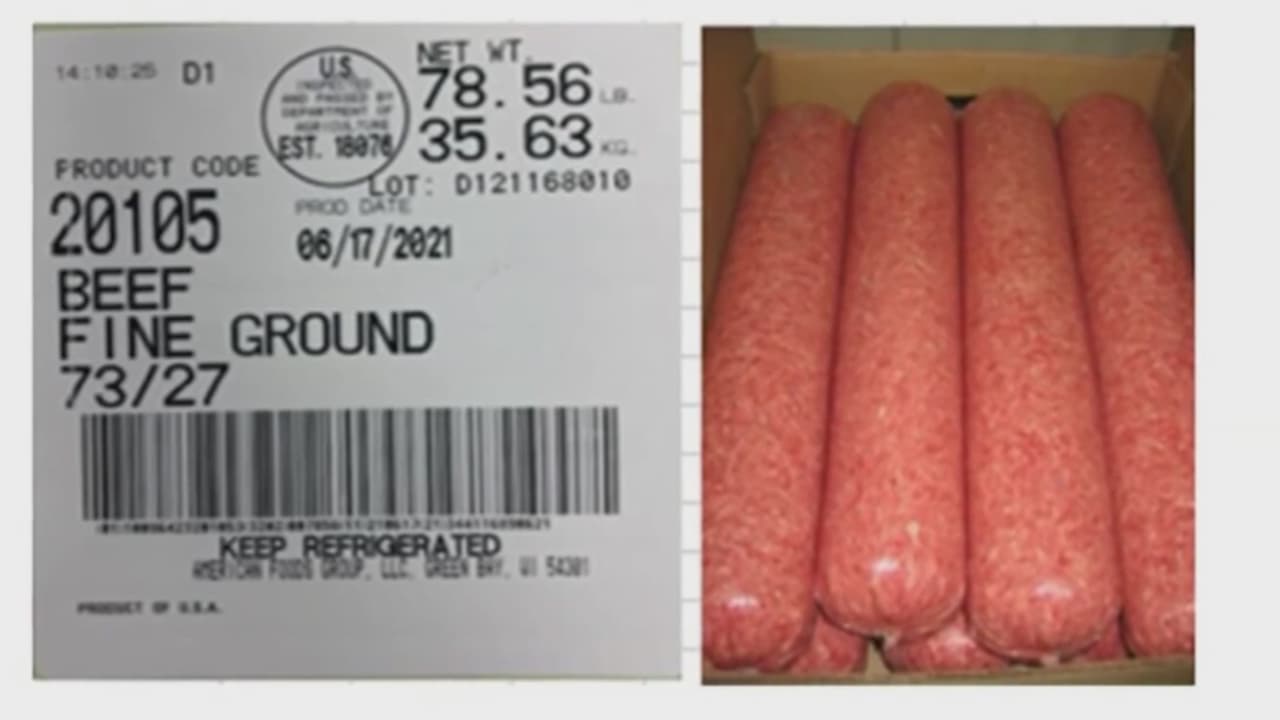 14:10:25 D1
U.S.
INSPECTED
AND PASSED BY
DEPARTMENT OF
AGRICULTURE
EST. 18076
NET WT.
78.56 LB.
35.63 KG.
LOT: D121168010
PRODUCT CODE
20105
PROD DATE
06/17/2021
BEEF
FINE GROUND
73/27
KEEP REFRIGERATED
AMERICAN FOODS GROUP, LLC, GREEN BAY, WI 54301
PRODUCT OF U.S.A.